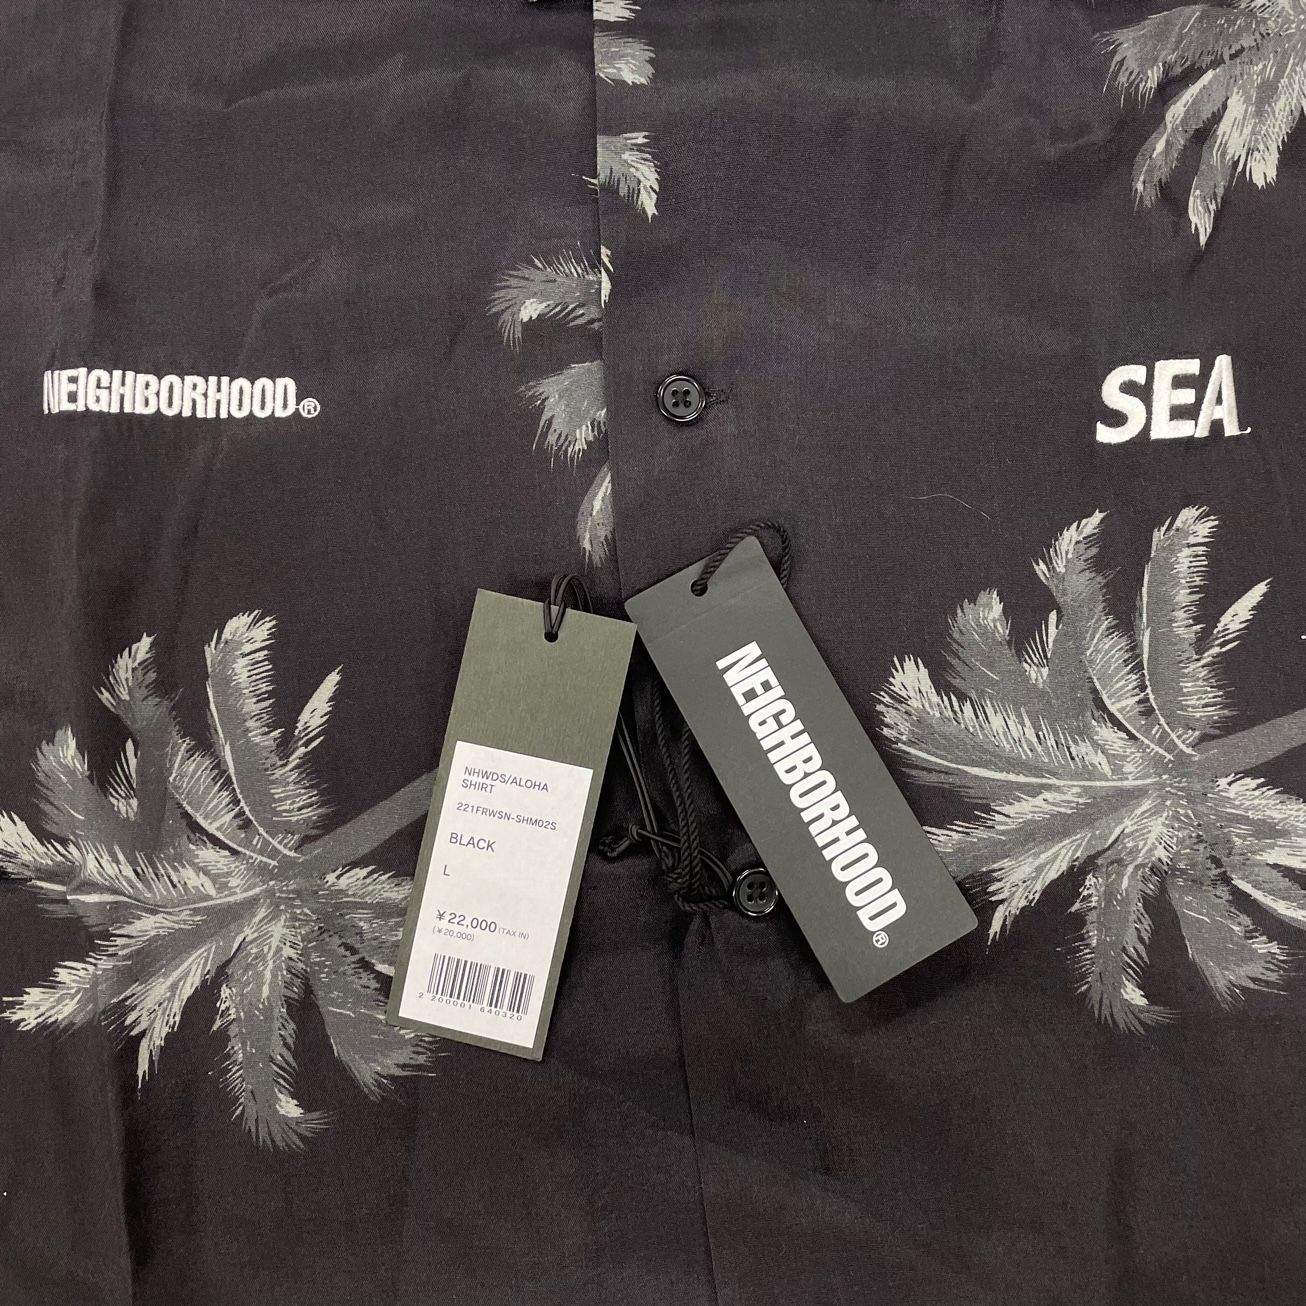 NEIGHBORHOOD®
SEA
NHWDS/ALOHA
SHIRT
221FRWSN-SHM02S
BLACK
L
¥22,000(TAX IN)
(¥20,000)
2 200001 640320
NEIGHBORHOOD®